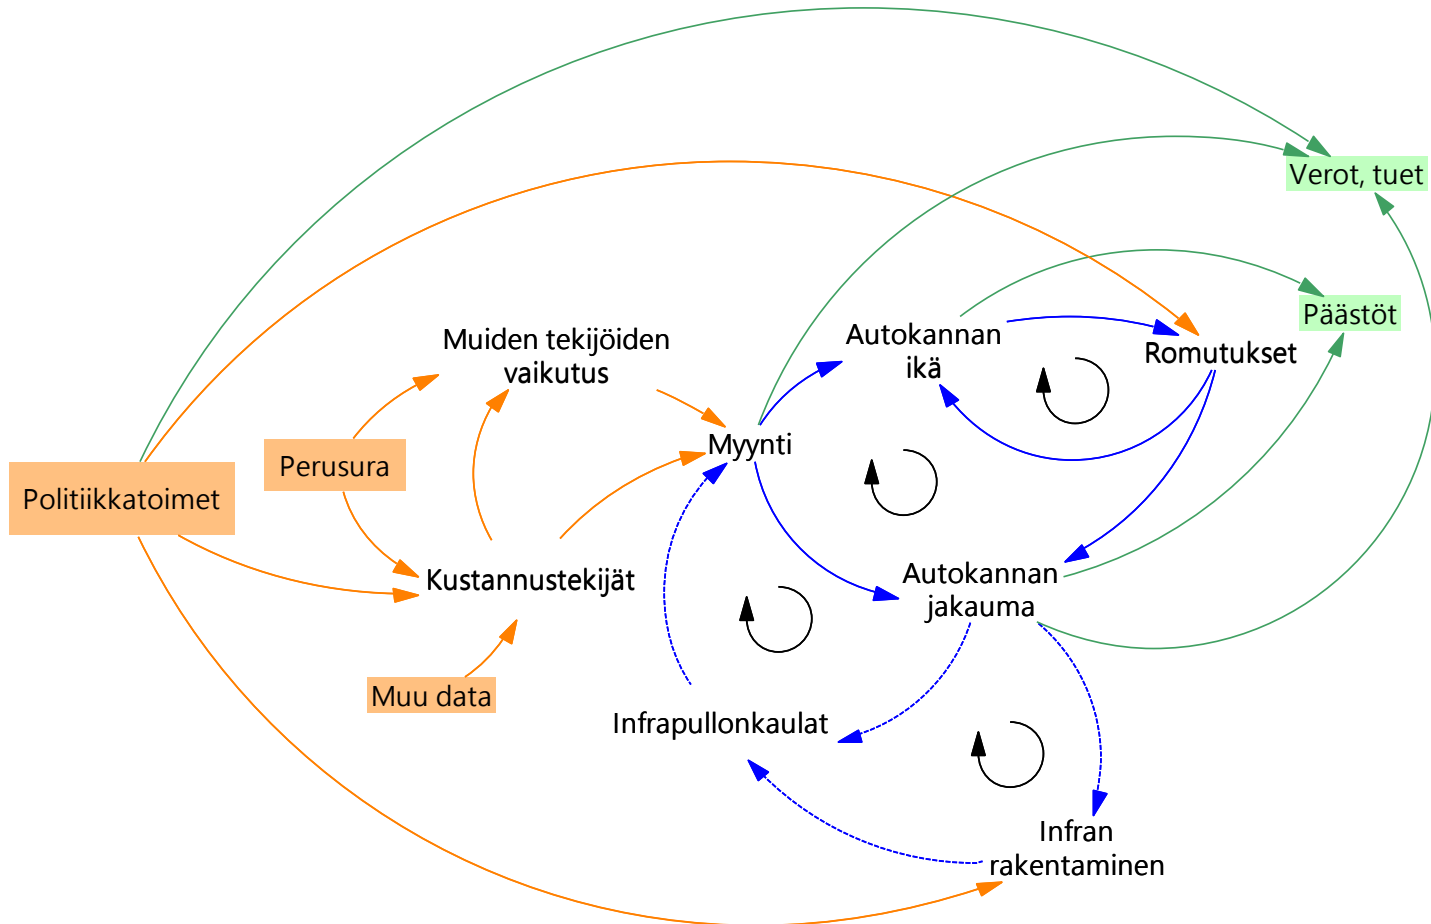 Verot, tuet
Päästöt
Muiden tekijöiden
vaikutus
Autokannan
ikä
Romutukset
Myynti
Perusura
Politiikkatoimet
Kustannustekijät
Autokannan
jakauma
Muu data
Infrapullonkaulat
Infran
rakentaminen